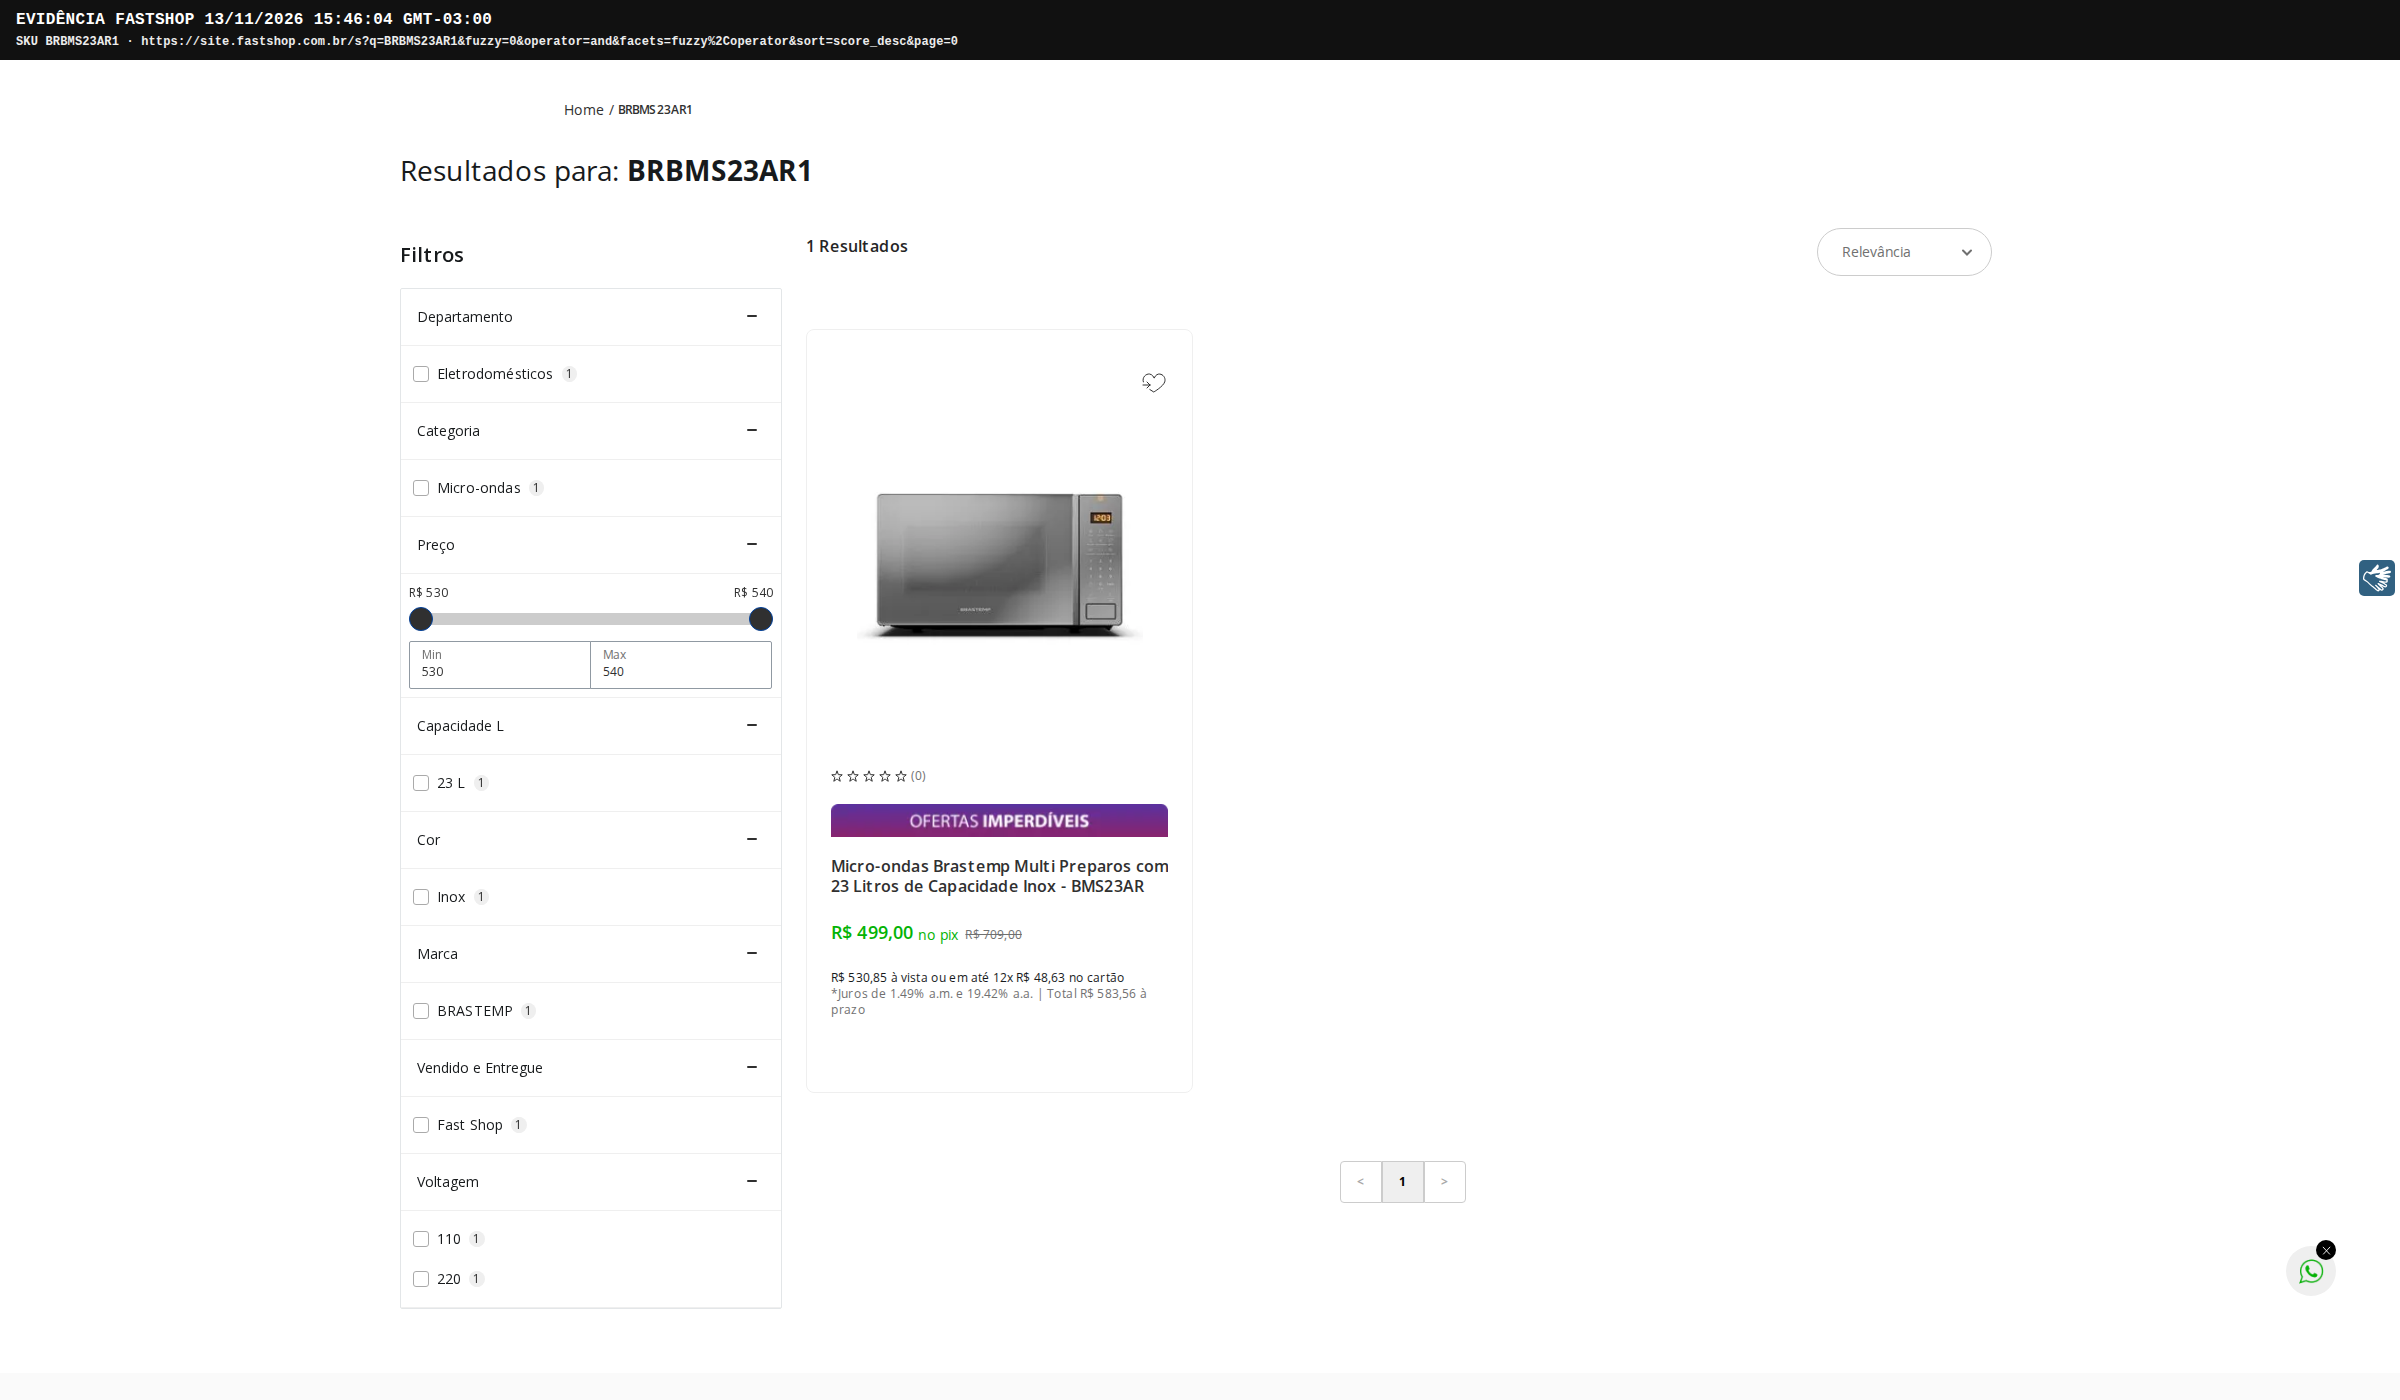 EVIDÊNCIA FASTSHOP 13/11/2026 15:46:04 GMT-03:00
SKU BRBMS23AR1 · https://site.fastshop.com.br/s?q=BRBMS23AR1&fuzzy=0&operator=and&facets=fuzzy%2Coperator&sort=score_desc&page=0
Home / BRBMS23AR1
Resultados para: BRBMS23AR1
Filtros
Departamento
Eletrodomésticos 1
Categoria
Micro-ondas 1
Preço
R$ 530 R$ 540
Min Max
530 540
Capacidade L
23 L 1
Cor
Inox 1
Marca
BRASTEMP 1
Vendido e Entregue
Fast Shop 1
Voltagem
110 1
220 1
1 Resultados
Relevância
12:03
BRASTEMP
(0)
OFERTAS IMPERDÍVEIS
Micro-ondas Brastemp Multi Preparos com
23 Litros de Capacidade Inox - BMS23AR
R$ 499,00 no pix R$ 709,00
R$ 530,85 à vista ou em até 12x R$ 48,63 no cartão
*Juros de 1.49% a.m. e 19.42% a.a. | Total R$ 583,56 à
prazo
< 1 >